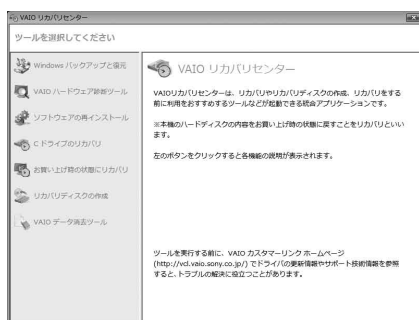 VAIO リカバリセンター
ツールを選択してください
Windows バックアップと復元
VAIO ハードウェア診断ツール
ソフトウェアの再インストール
C ドライブのリカバリ
お買い上げ時の状態にリカバリ
リカバリディスクの作成
VAIO データ消去ツール
VAIO リカバリセンター
VAIOリカバリセンターは、リカバリやリカバリディスクの作成、リカバリをする
前に利用をおすすめするツールなどが起動できる統合アプリケーションです。
※本機のハードディスクの内容をお買い上げ時の状態に戻すことをリカバリといい
ます。
左のボタンをクリックすると各機能の説明が表示されます。
ツールを実行する前に、VAIO カスタマーリンク ホームページ
(http://vcl.vaio.sony.co.jp/) でドライバの更新情報やサポート技術情報を参照
すると、トラブルの解決に役立つことがあります。